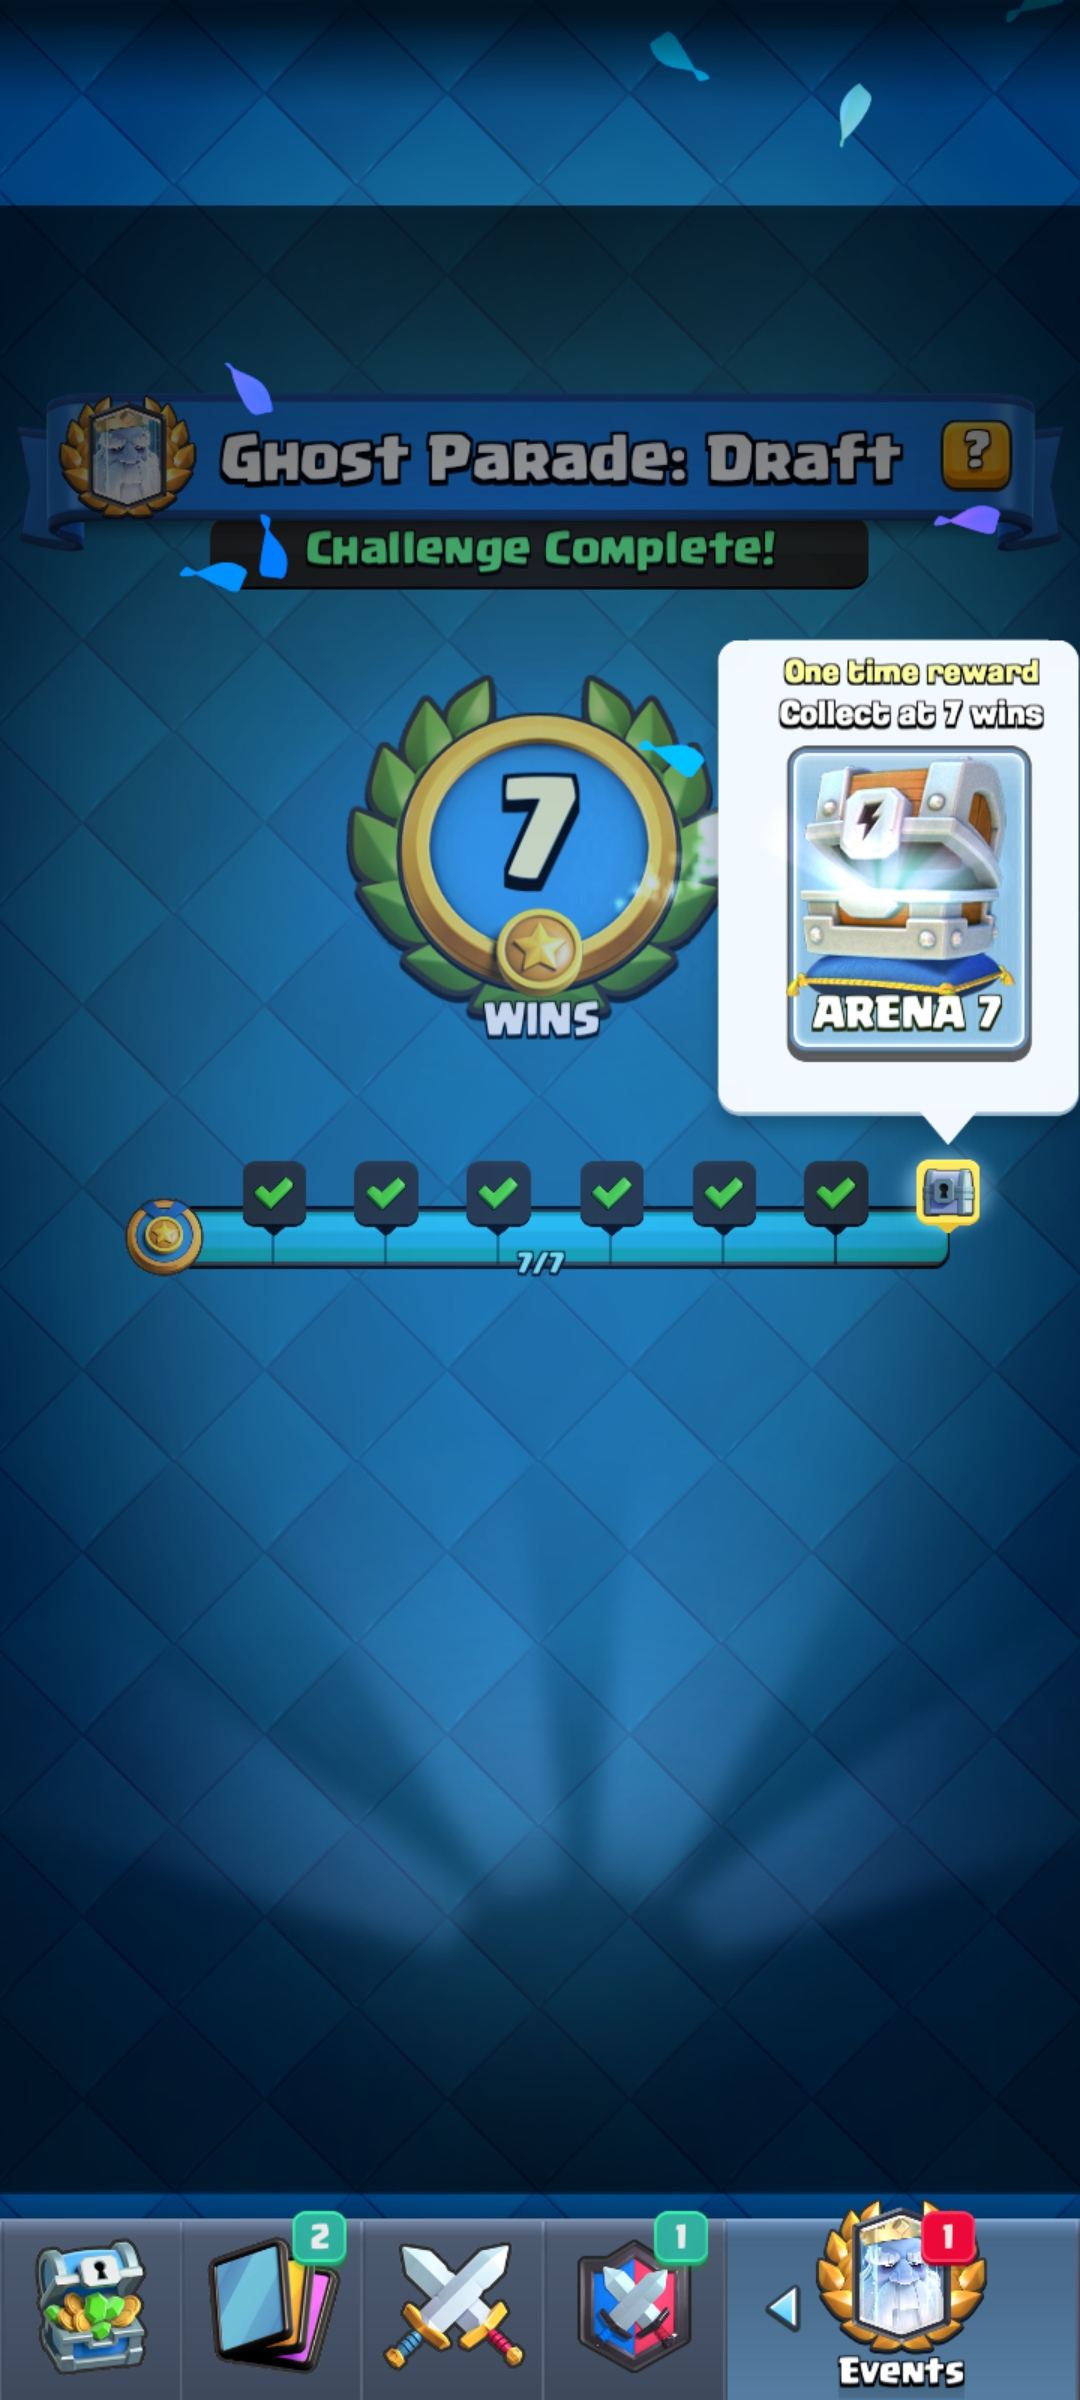 Ghost Parade: Draft
?
Challenge Complete!
One time reward
Collect at 7 wins
7
WINS
ARENA 7
7/7
2
1
1
Events